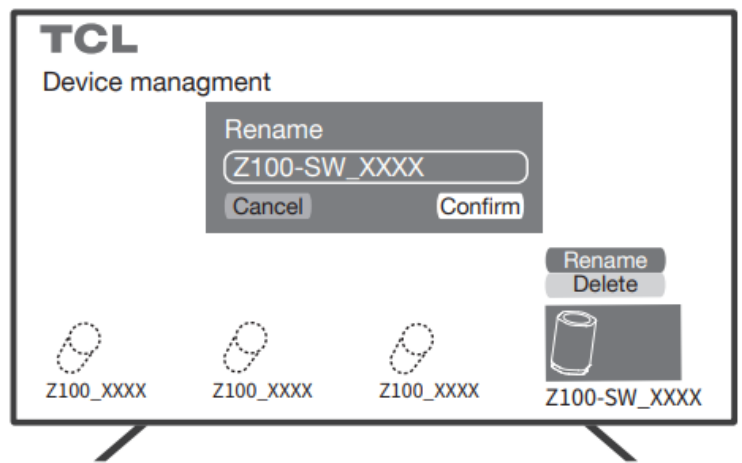 TCL
Device managment
Rename
Z100-SW_XXXX
Cancel Confirm
Rename
Delete
Z100_XXXX Z100_XXXX Z100_XXXX Z100-SW_XXXX